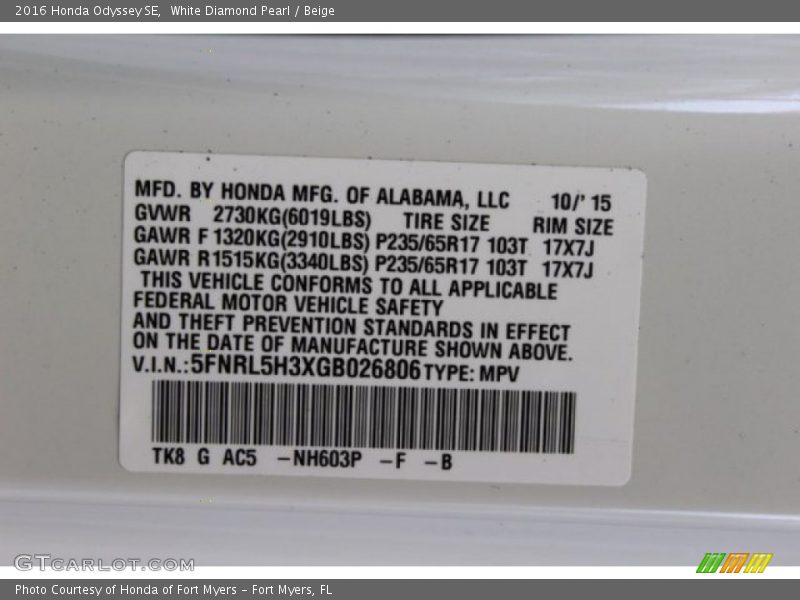 2016 Honda Odyssey SE,  White Diamond Pearl / Beige
MFD. BY HONDA MFG. OF ALABAMA, LLC 10/' 15
GVWR 2730KG(6019LBS) TIRE SIZE RIM SIZE
GAWR F 1320KG(2910LBS) P235/65R17 103T 17X7J
GAWR R1515KG(3340LBS) P235/65R17 103T 17X7J
THIS VEHICLE CONFORMS TO ALL APPLICABLE
FEDERAL MOTOR VEHICLE SAFETY
AND THEFT PREVENTION STANDARDS IN EFFECT
ON THE DATE OF MANUFACTURE SHOWN ABOVE.
V.I.N.:5FNRL5H3XGB026806 TYPE: MPV
TK8 G AC5 –NH603P –F –B
GTCARLOT.COM
Photo Courtesy of Honda of Fort Myers – Fort Myers, FL